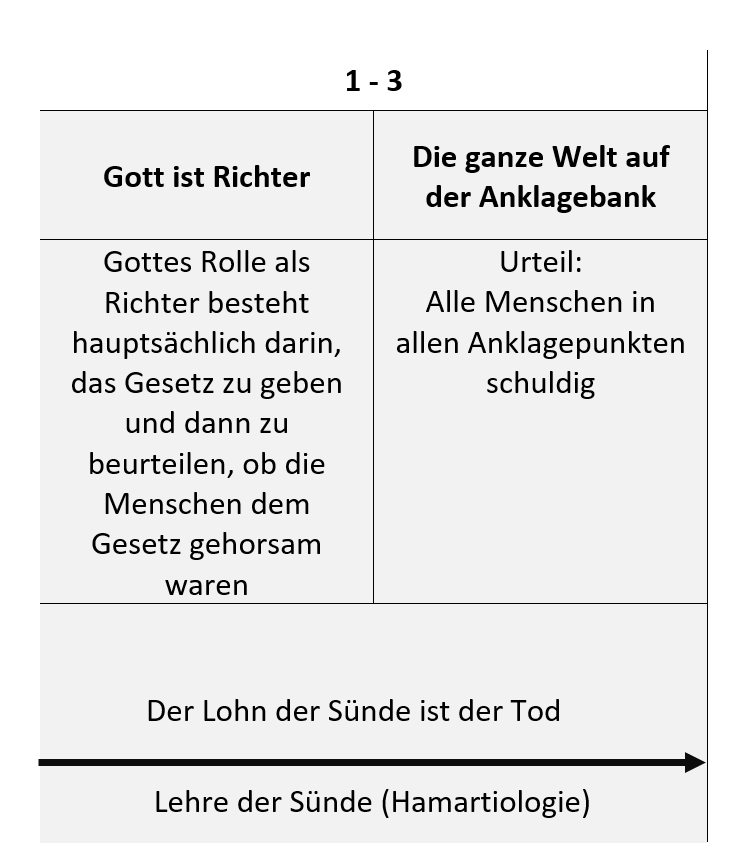 1 - 3
Gott ist Richter
Die ganze Welt auf
der Anklagebank
Gottes Rolle als
Richter besteht
hauptsächlich darin,
das Gesetz zu geben
und dann zu
beurteilen, ob die
Menschen dem
Gesetz gehorsam
waren
Urteil:
Alle Menschen in
allen Anklagepunkten
schuldig
Der Lohn der Sünde ist der Tod
Lehre der Sünde (Hamartiologie)